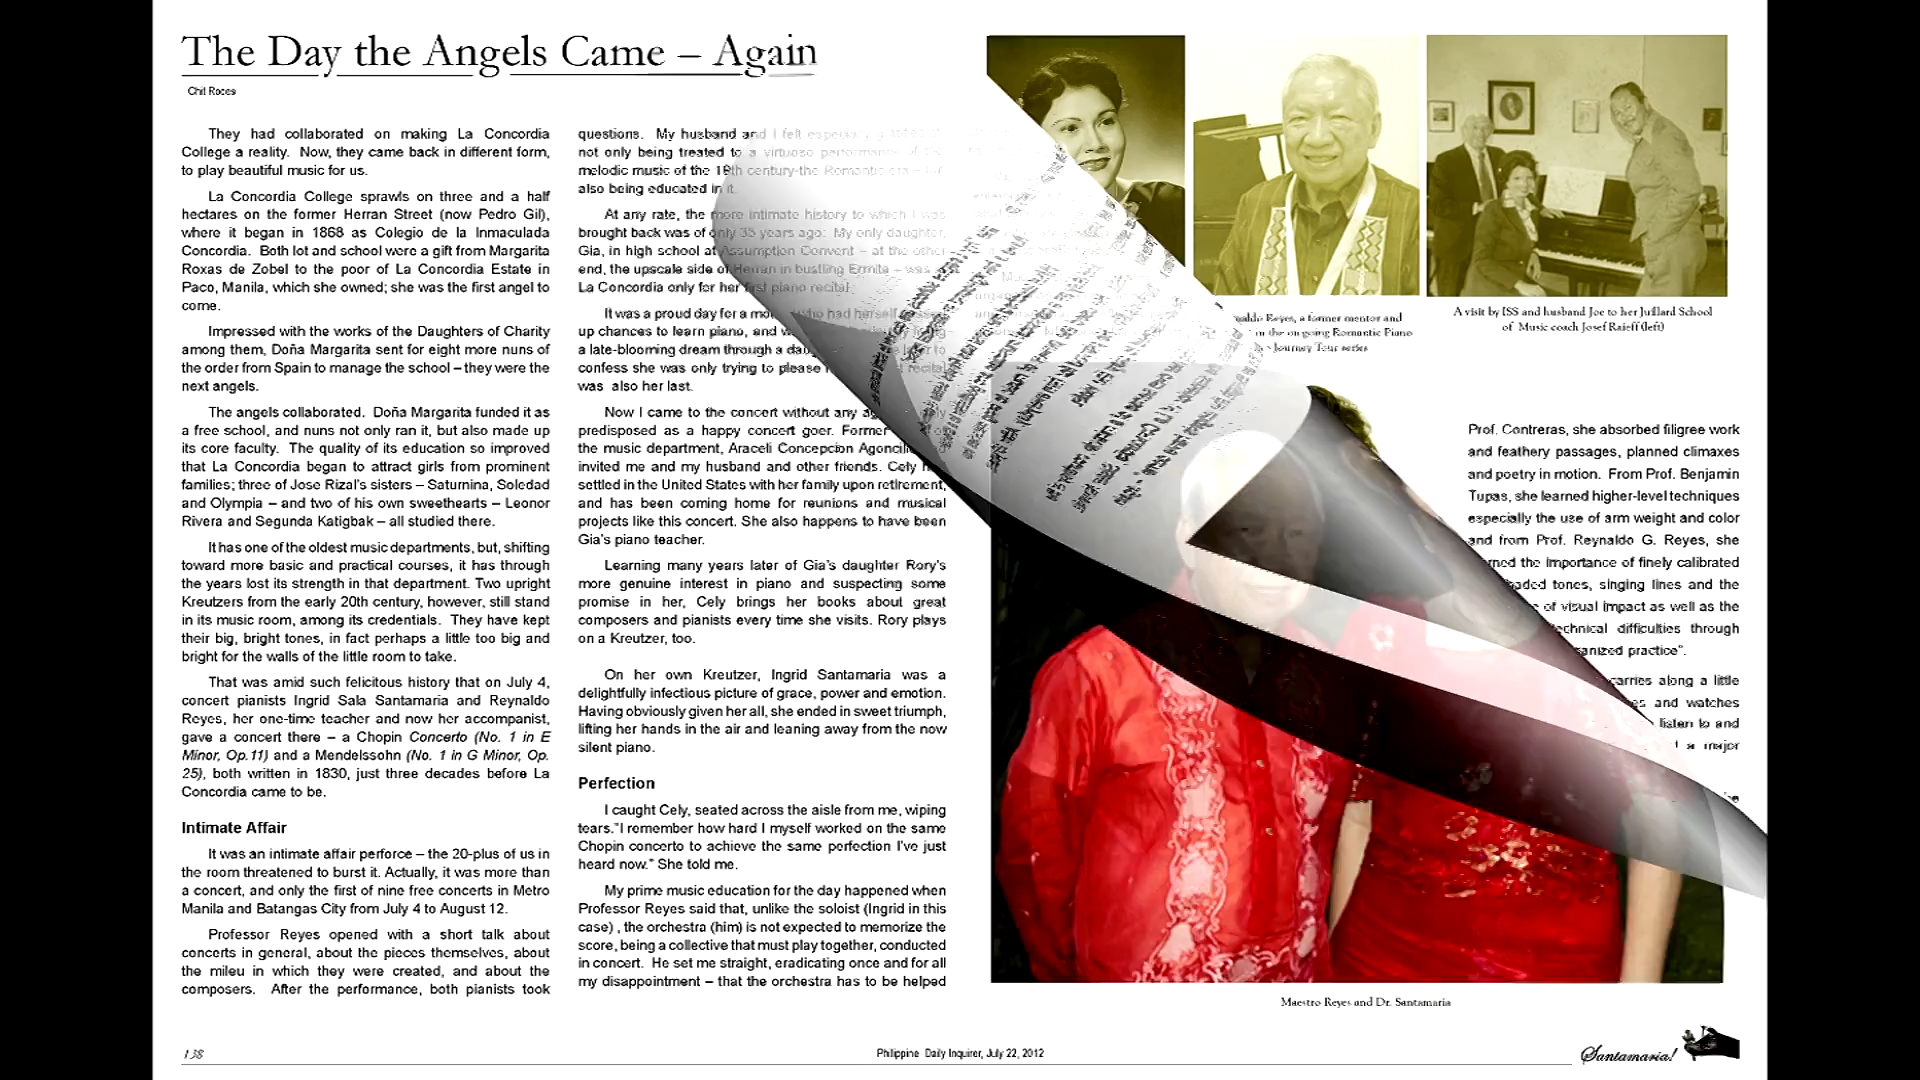 The Day the Angels Came – Again
Chit Roces
They had collaborated on making La Concordia
College a reality. Now, they came back in different form,
to play beautiful music for us.
La Concordia College sprawls on three and a half
hectares on the former Herran Street (now Pedro Gil),
where it began in 1868 as Colegio de la Inmaculada
Concordia. Both lot and school were a gift from Margarita
Roxas de Zobel to the poor of La Concordia Estate in
Paco, Manila, which she owned; she was the first angel to
come.
Impressed with the works of the Daughters of Charity
among them, Doña Margarita sent for eight more nuns of
the order from Spain to manage the school – they were the
next angels.
The angels collaborated. Doña Margarita funded it as
a free school, and nuns not only ran it, but also made up
its core faculty. The quality of its education so improved
that La Concordia began to attract girls from prominent
families; three of Jose Rizal's sisters – Saturnina, Soledad
and Olympia – and two of his own sweethearts – Leonor
Rivera and Segunda Katigbak – all studied there.
It has one of the oldest music departments, but, shifting
toward more basic and practical courses, it has through
the years lost its strength in that department. Two upright
Kreutzers from the early 20th century, however, still stand
in its music room, among its credentials. They have kept
their big, bright tones, in fact perhaps a little too big and
bright for the walls of the little room to take.
That was amid such felicitous history that on July 4,
concert pianists Ingrid Sala Santamaria and Reynaldo
Reyes, her one-time teacher and now her accompanist,
gave a concert there – a Chopin Concerto (No. 1 in E
Minor, Op.11) and a Mendelssohn (No. 1 in G Minor, Op.
25), both written in 1830, just three decades before La
Concordia came to be.
Intimate Affair
It was an intimate affair perforce – the 20-plus of us in
the room threatened to burst it. Actually, it was more than
a concert, and only the first of nine free concerts in Metro
Manila and Batangas City from July 4 to August 12.
Professor Reyes opened with a short talk about
concerts in general, about the pieces themselves, about
the mileu in which they were created, and about the
composers. After the performance, both pianists took
questions. My husband and I felt especially
not only being treated to a virtuoso performance of the
melodic music of the 19th century-the Romantic era –
also being educated in it.
At any rate, the more intimate history to which I was
brought back was of only 35 years ago. My only daughter,
Gia, in high school at Assumption Convent – at the other
end, the upscale side of Herran in bustling Ermita – was
La Concordia only for her first piano recital.
It was a proud day for a who had herself
up chances to learn piano, and
a late-blooming dream through a to
confess she was only trying to please recital
was also her last.
Now I came to the concert without any
predisposed as a happy concert goer. Former
the music department, Araceli Concepcion
invited me and my husband and other friends. Cely
settled in the United States with her family upon retirement,
and has been coming home for reunions and musical
projects like this concert. She also happens to have been
Gia's piano teacher.
Learning many years later of Gia's daughter Rory's
more genuine interest in piano and suspecting some
promise in her, Cely brings her books about great
composers and pianists every time she visits. Rory plays
on a Kreutzer, too.
On her own Kreutzer, Ingrid Santamaria was a
delightfully infectious picture of grace, power and emotion.
Having obviously given her all, she ended in sweet triumph,
lifting her hands in the air and leaning away from the now
silent piano.
Perfection
I caught Cely, seated across the aisle from me, wiping
tears."I remember how hard I myself worked on the same
Chopin concerto to achieve the same perfection I've just
heard now." She told me.
My prime music education for the day happened when
Professor Reyes said that, unlike the soloist (Ingrid in this
case) , the orchestra (him) is not expected to memorize the
score, being a collective that must play together, conducted
in concert. He set me straight, eradicating once and for all
my disappointment – that the orchestra has to be helped
Reyes, a former mentor and
the on going Romantic Piano
Journey Tour series
A visit by ISS and husband Joe to her Juillard School
of Music coach Josef Raieff (left)
Prof. Contreras, she absorbed filigree work
and feathery passages, planned climaxes
and poetry in motion. From Prof. Benjamin
Tupas, she learned higher-level techniques
especially the use of arm weight and color
and from Prof. Reynaldo G. Reyes, she
the importance of finely calibrated
tones, singing lines and the
of visual impact as well as the
technical difficulties through
practice".
carries along a little
and watches
listen to and
a major
Maestro Reyes and Dr. Santamaria
138
Philippine Daily Inquirer, July 22, 2012
Santamaria!